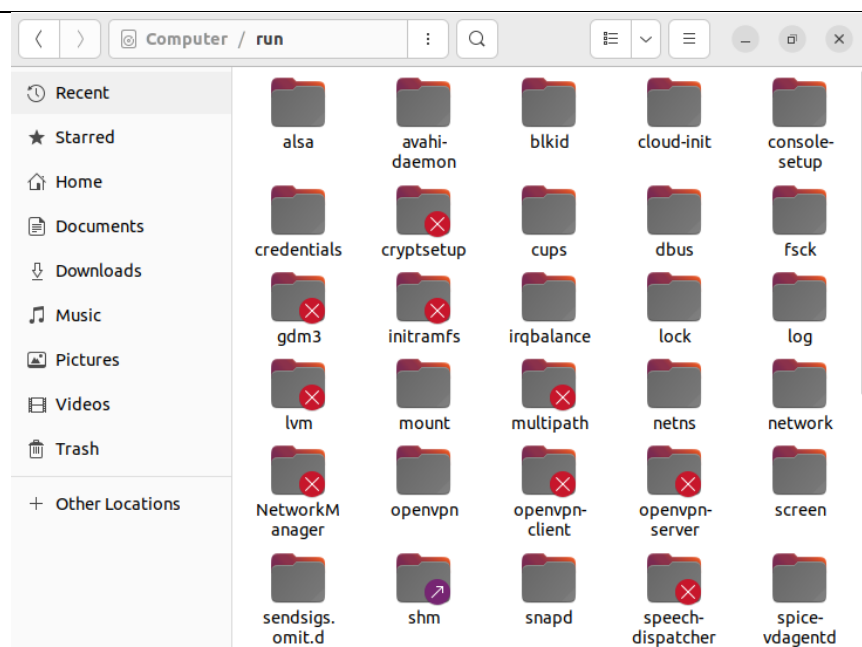 Computer / run
Recent
Starred
Home
Documents
Downloads
Music
Pictures
Videos
Trash
+ Other Locations
alsa
avahi-
daemon
blkid
cloud-init
console-
setup
credentials
cryptsetup
cups
dbus
fsck
gdm3
initramfs
irqbalance
lock
log
lvm
mount
multipath
netns
network
NetworkM
anager
openvpn
openvpn-
client
openvpn-
server
screen
sendsigs.
omit.d
shm
snapd
speech-
dispatcher
spice-
vdagentd